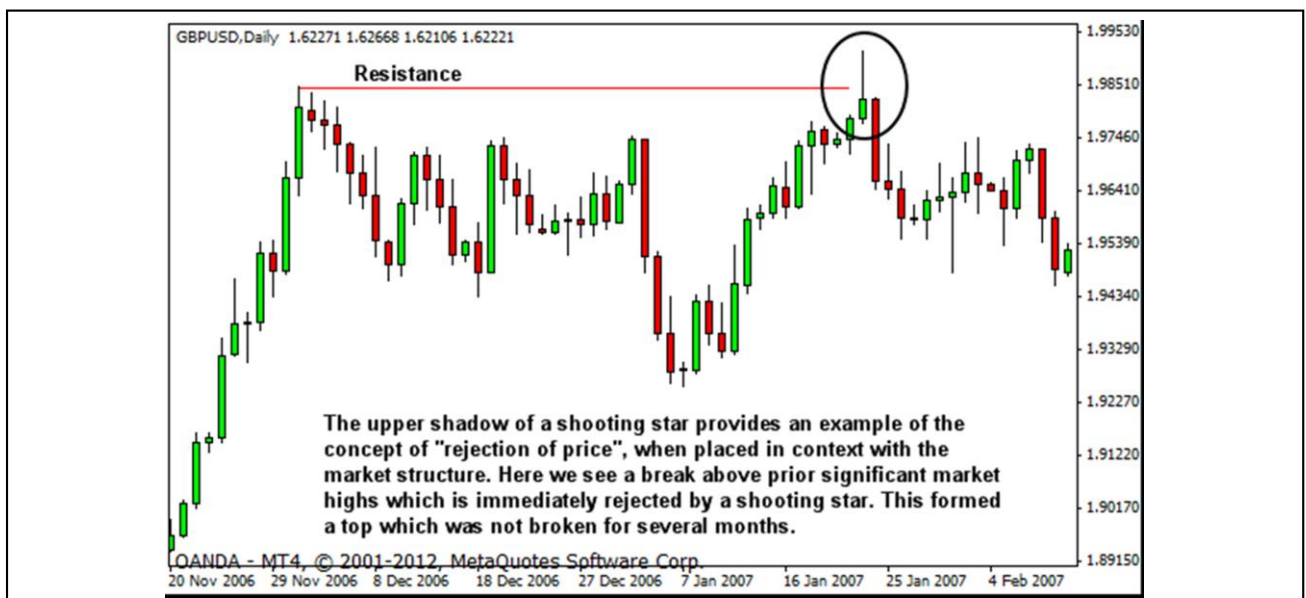 GBPUSD,Daily 1.62271 1.62668 1.62106 1.62221
Resistance
1.99530
1.98510
1.97460
1.96410
1.95390
1.94340
1.93290
1.92270
1.91220
1.90170
1.89150
The upper shadow of a shooting star provides an example of the
concept of "rejection of price", when placed in context with the
market structure. Here we see a break above prior significant market
highs which is immediately rejected by a shooting star. This formed
a top which was not broken for several months.
OANDA - MT4, © 2001-2012, MetaQuotes Software Corp.
20 Nov 2006 29 Nov 2006 8 Dec 2006 18 Dec 2006 27 Dec 2006 7 Jan 2007 16 Jan 2007 25 Jan 2007 4 Feb 2007